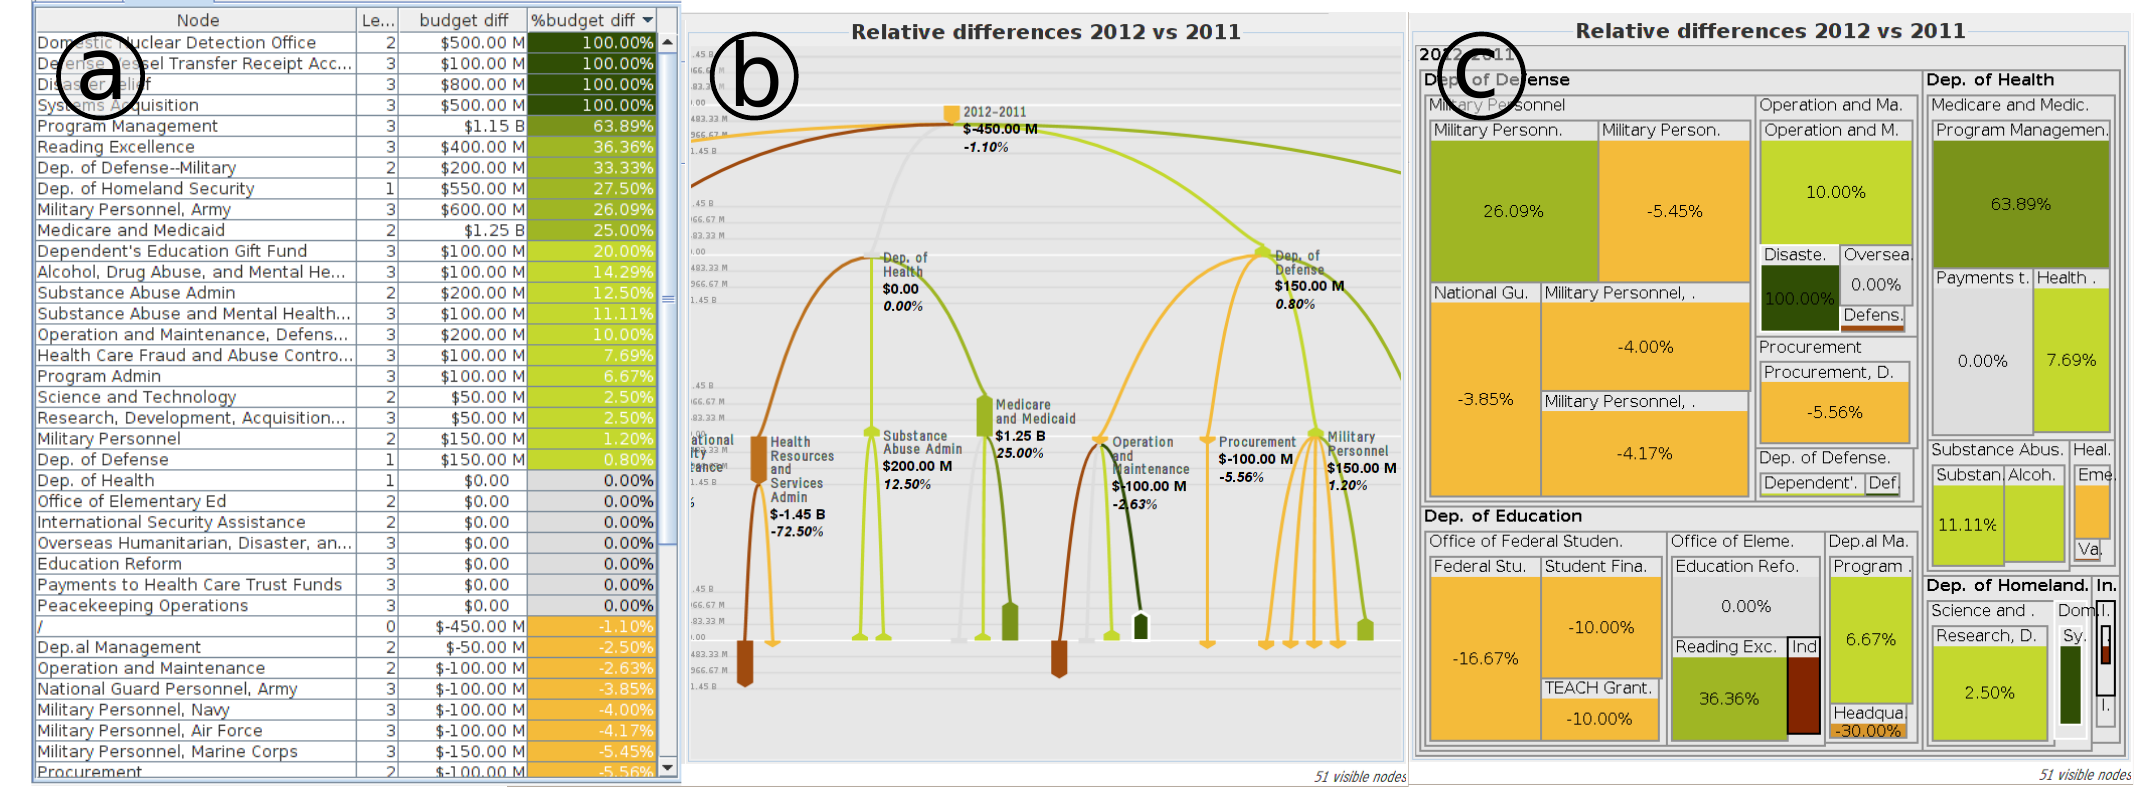 Node Le... budget diff %budget diff
Domestic Nuclear Detection Office 2 $500.00 M 100.00%
Defense Vessel Transfer Receipt Acc... 3 $100.00 M 100.00%
Disaster Relief 3 $800.00 M 100.00%
Systems Acquisition 3 $500.00 M 100.00%
Program Management 3 $1.15 B 63.89%
Reading Excellence 3 $400.00 M 36.36%
Dep. of Defense--Military 2 $200.00 M 33.33%
Dep. of Homeland Security 1 $550.00 M 27.50%
Military Personnel, Army 3 $600.00 M 26.09%
Medicare and Medicaid 2 $1.25 B 25.00%
Dependent's Education Gift Fund 3 $100.00 M 20.00%
Alcohol, Drug Abuse, and Mental He... 3 $100.00 M 14.29%
Substance Abuse Admin 2 $200.00 M 12.50%
Substance Abuse and Mental Health... 3 $100.00 M 11.11%
Operation and Maintenance, Defens... 3 $200.00 M 10.00%
Health Care Fraud and Abuse Contro... 3 $100.00 M 7.69%
Program Admin 3 $100.00 M 6.67%
Science and Technology 2 $50.00 M 2.50%
Research, Development, Acquisition... 3 $50.00 M 2.50%
Military Personnel 2 $150.00 M 1.20%
Dep. of Defense 1 $150.00 M 0.80%
Dep. of Health 1 $0.00 0.00%
Office of Elementary Ed 2 $0.00 0.00%
International Security Assistance 2 $0.00 0.00%
Overseas Humanitarian, Disaster, an... 3 $0.00 0.00%
Education Reform 3 $0.00 0.00%
Payments to Health Care Trust Funds 3 $0.00 0.00%
Peacekeeping Operations 3 $0.00 0.00%
/ 0 $-450.00 M -1.10%
Dep.al Management 2 $-50.00 M -2.50%
Operation and Maintenance 2 $-100.00 M -2.63%
National Guard Personnel, Army 3 $-100.00 M -3.85%
Military Personnel, Navy 3 $-100.00 M -4.00%
Military Personnel, Air Force 3 $-100.00 M -4.17%
Military Personnel, Marine Corps 3 $-150.00 M -5.45%
Procurement 2 $-100.00 M -5.56%
a
Relative differences 2012 vs 2011
b
2012-2011
$-450.00 M
-1.10%
Dep. of
Health
$0.00
0.00%
Dep. of
Defense
$150.00 M
0.80%
Health
Resources
and
Services
Admin
$-1.45 B
-72.50%
Substance
Abuse Admin
$200.00 M
12.50%
Medicare
and Medicaid
$1.25 B
25.00%
Operation
and
Maintenance
$-100.00 M
-2.63%
Procurement
$-100.00 M
-5.56%
Military
Personnel
$150.00 M
1.20%
51 visible nodes
Relative differences 2012 vs 2011
c
2012-2011
Dep. of Defense
Military Personnel
Military Personn.
26.09%
Military Person.
-5.45%
National Gu.
-3.85%
Military Personnel, .
-4.00%
Military Personnel, .
-4.17%
Operation and Ma.
Operation and M.
10.00%
Disaste.
100.00%
Oversea.
0.00%
Defens.
Procurement
Procurement, D.
-5.56%
Dep. of Defense.
Dependent'.
Def.
Dep. of Health
Medicare and Medic.
Program Managemen.
63.89%
Payments t.
0.00%
Health .
7.69%
Substance Abus.
Substan.
11.11%
Alcoh.
Heal.
Eme.
Va.
Dep. of Education
Office of Federal Studen.
Federal Stu.
-16.67%
Student Fina.
-10.00%
TEACH Grant.
-10.00%
Office of Eleme.
Education Refo.
0.00%
Reading Exc.
36.36%
Ind
Dep.al Ma.
Program .
6.67%
Headqua.
-30.00%
Dep. of Homeland.
Science and .
Research, D.
2.50%
Dom.
Sy.
In.
I.
I.
51 visible nodes